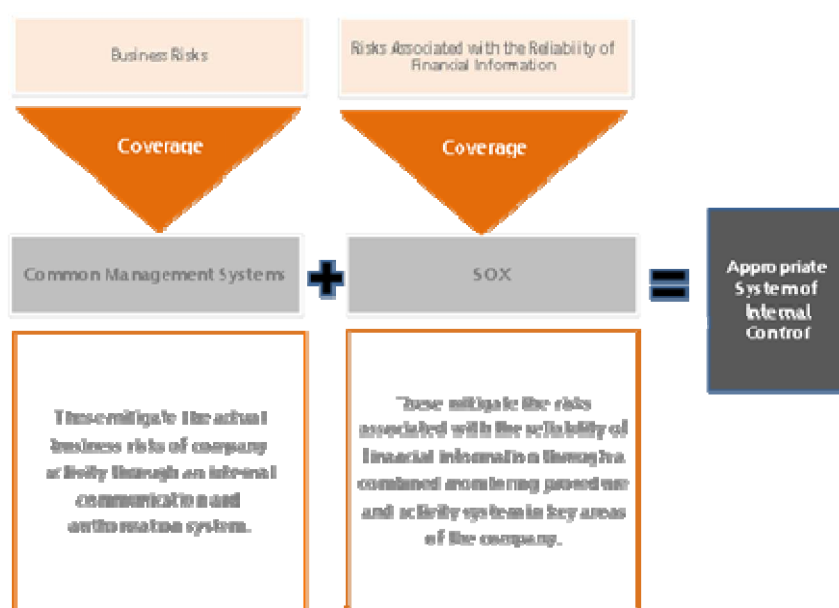 Business Risks
Risks Associated with the Reliability of
Financial Information
Coverage
Coverage
Common Management Systems
SOX
Appropriate
System of
Internal
Control
These mitigate the actual
business risks of company
activity through an internal
communication and
authorization system.
These mitigate the risks
associated with the reliability of
financial information through a
combined monitoring procedure
and activity system in key areas
of the company.